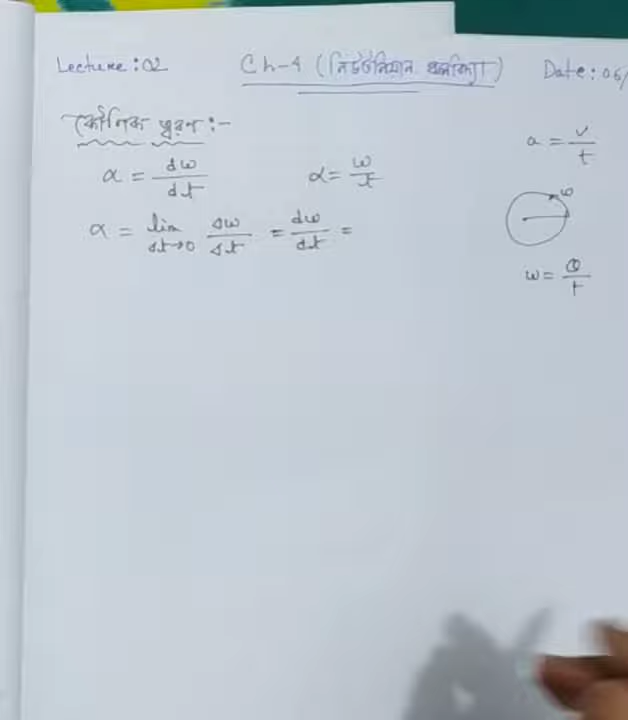 Lecture: 02 Ch-4 (নিউটনিয়ান বলবিদ্যা) Date: 06/
কৌণিক ত্বরণ :-
a = v/t
α = dω/dt α = ω/t
ω
α = lim Δt→0 Δω/Δt = dω/dt =
ω = θ/t